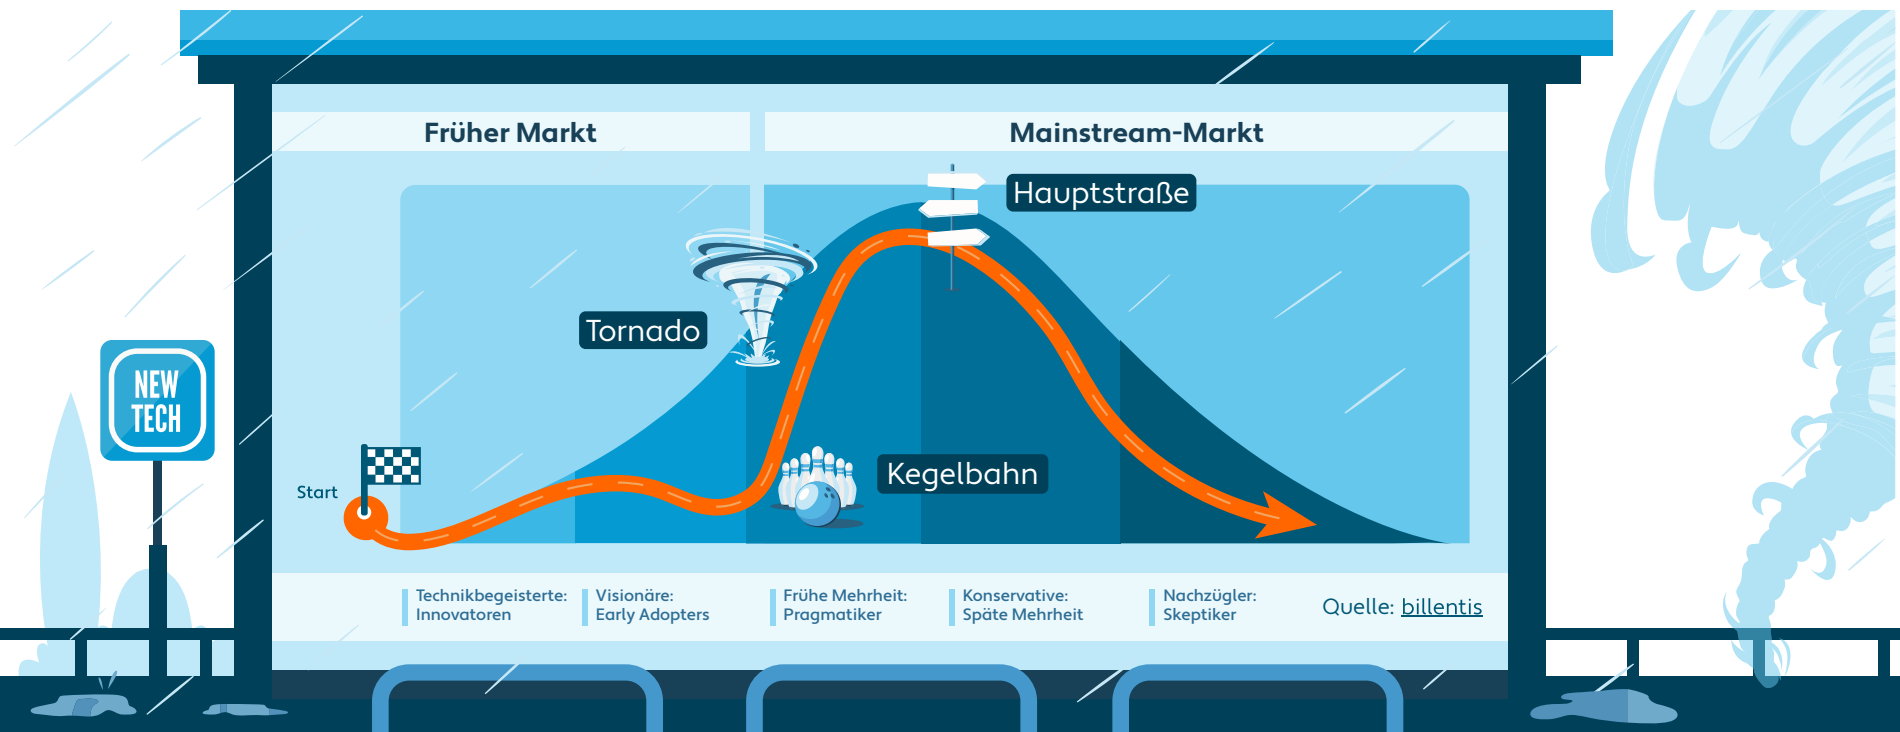 Früher Markt
Mainstream-Markt
Hauptstraße
Tornado
NEW
TECH
Kegelbahn
Start
Technikbegeisterte:
Innovatoren
Visionäre:
Early Adopters
Frühe Mehrheit:
Pragmatiker
Konservative:
Späte Mehrheit
Nachzügler:
Skeptiker
Quelle: billentis